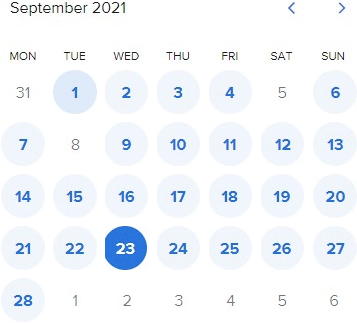 September 2021
MON TUE WED THU FRI SAT SUN
31 1 2 3 4 5 6
7 8 9 10 11 12 13
14 15 16 17 18 19 20
21 22 23 24 25 26 27
28 1 2 3 4 5 6